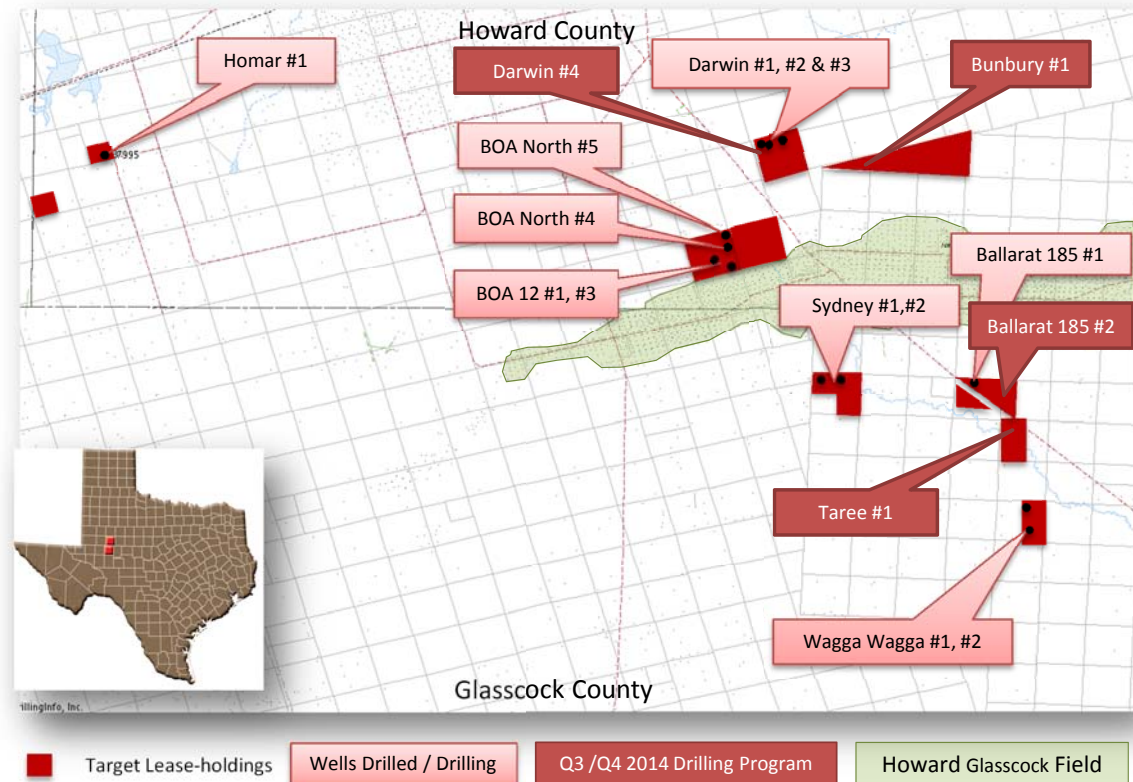 Howard County
Homar #1
Darwin #4
Darwin #1, #2 & #3
Bunbury #1
BOA North #5
BOA North #4
BOA 12 #1, #3
Ballarat 185 #1
Sydney #1,#2
Ballarat 185 #2
Taree #1
Wagga Wagga #1, #2
Glasscock County
rillingInfo, Inc.
Target Lease-holdings
Wells Drilled / Drilling
Q3 /Q4 2014 Drilling Program
Howard Glasscock Field